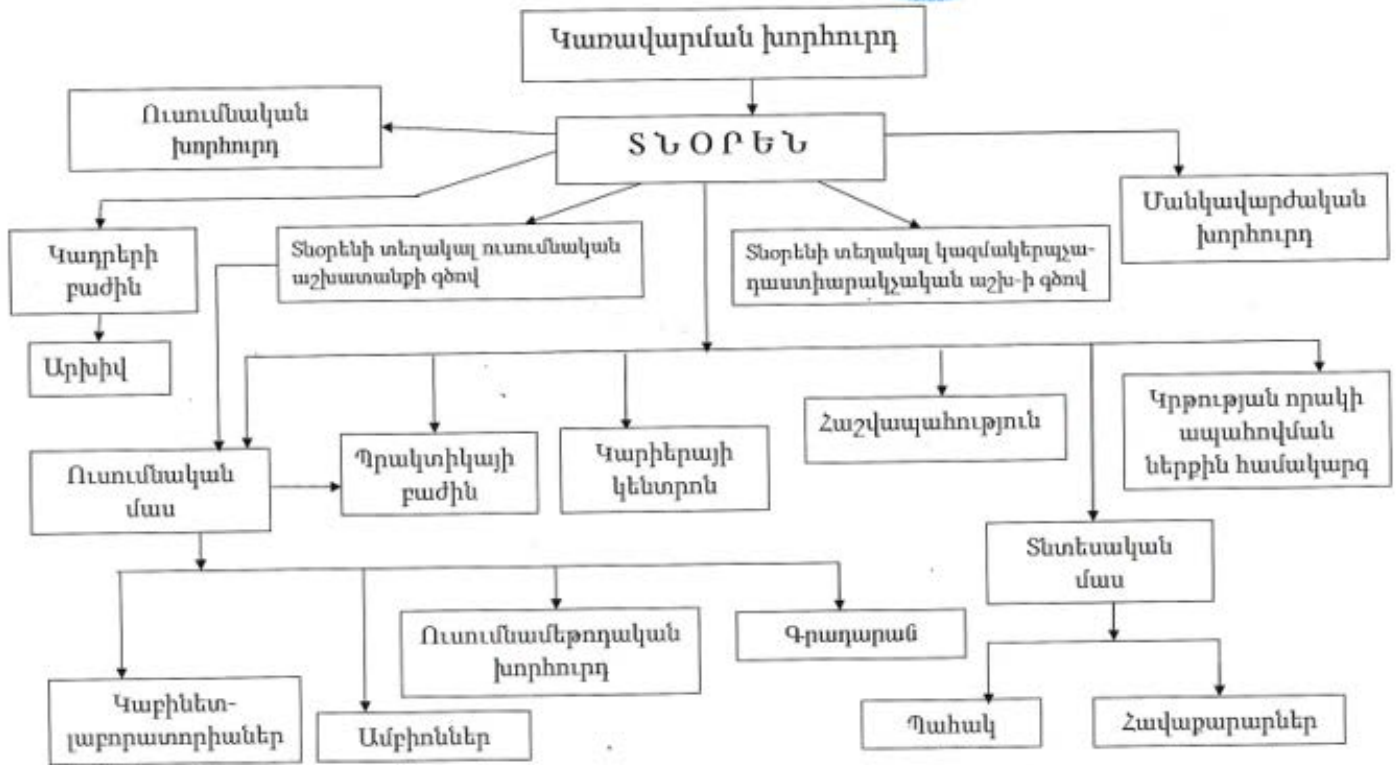 Կառավարման խորհուրդ
Ուսումնական
խորհուրդ
ՏՆՕՐԵՆ
Մանկավարժական
խորհուրդ
Կադրերի
բաժին
Տնօրենի տեղակալ ուսումնական
աշխատանքի գծով
Տնօրենի տեղակալ կազմակերպչա-
դաստիարակչական աշխ-ի գծով
Արխիվ
Ուսումնական
մաս
Պրակտիկայի
բաժին
Կարիերայի
կենտրոն
Հաշվապահություն
Կրթության որակի
ապահովման
ներքին համակարգ
Տնտեսական
մաս
Կաբինետ-
լաբորատորիաներ
Ամբիոններ
Ուսումնամեթոդական
խորհուրդ
Գրադարան
Պահակ
Հավաքարարներ